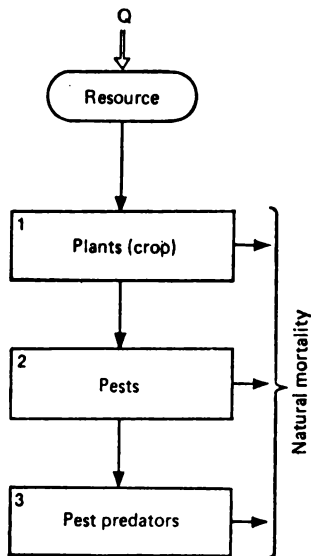 Q
Resource
1
Plants (crop)
2
Pests
3
Pest predators
Natural mortality